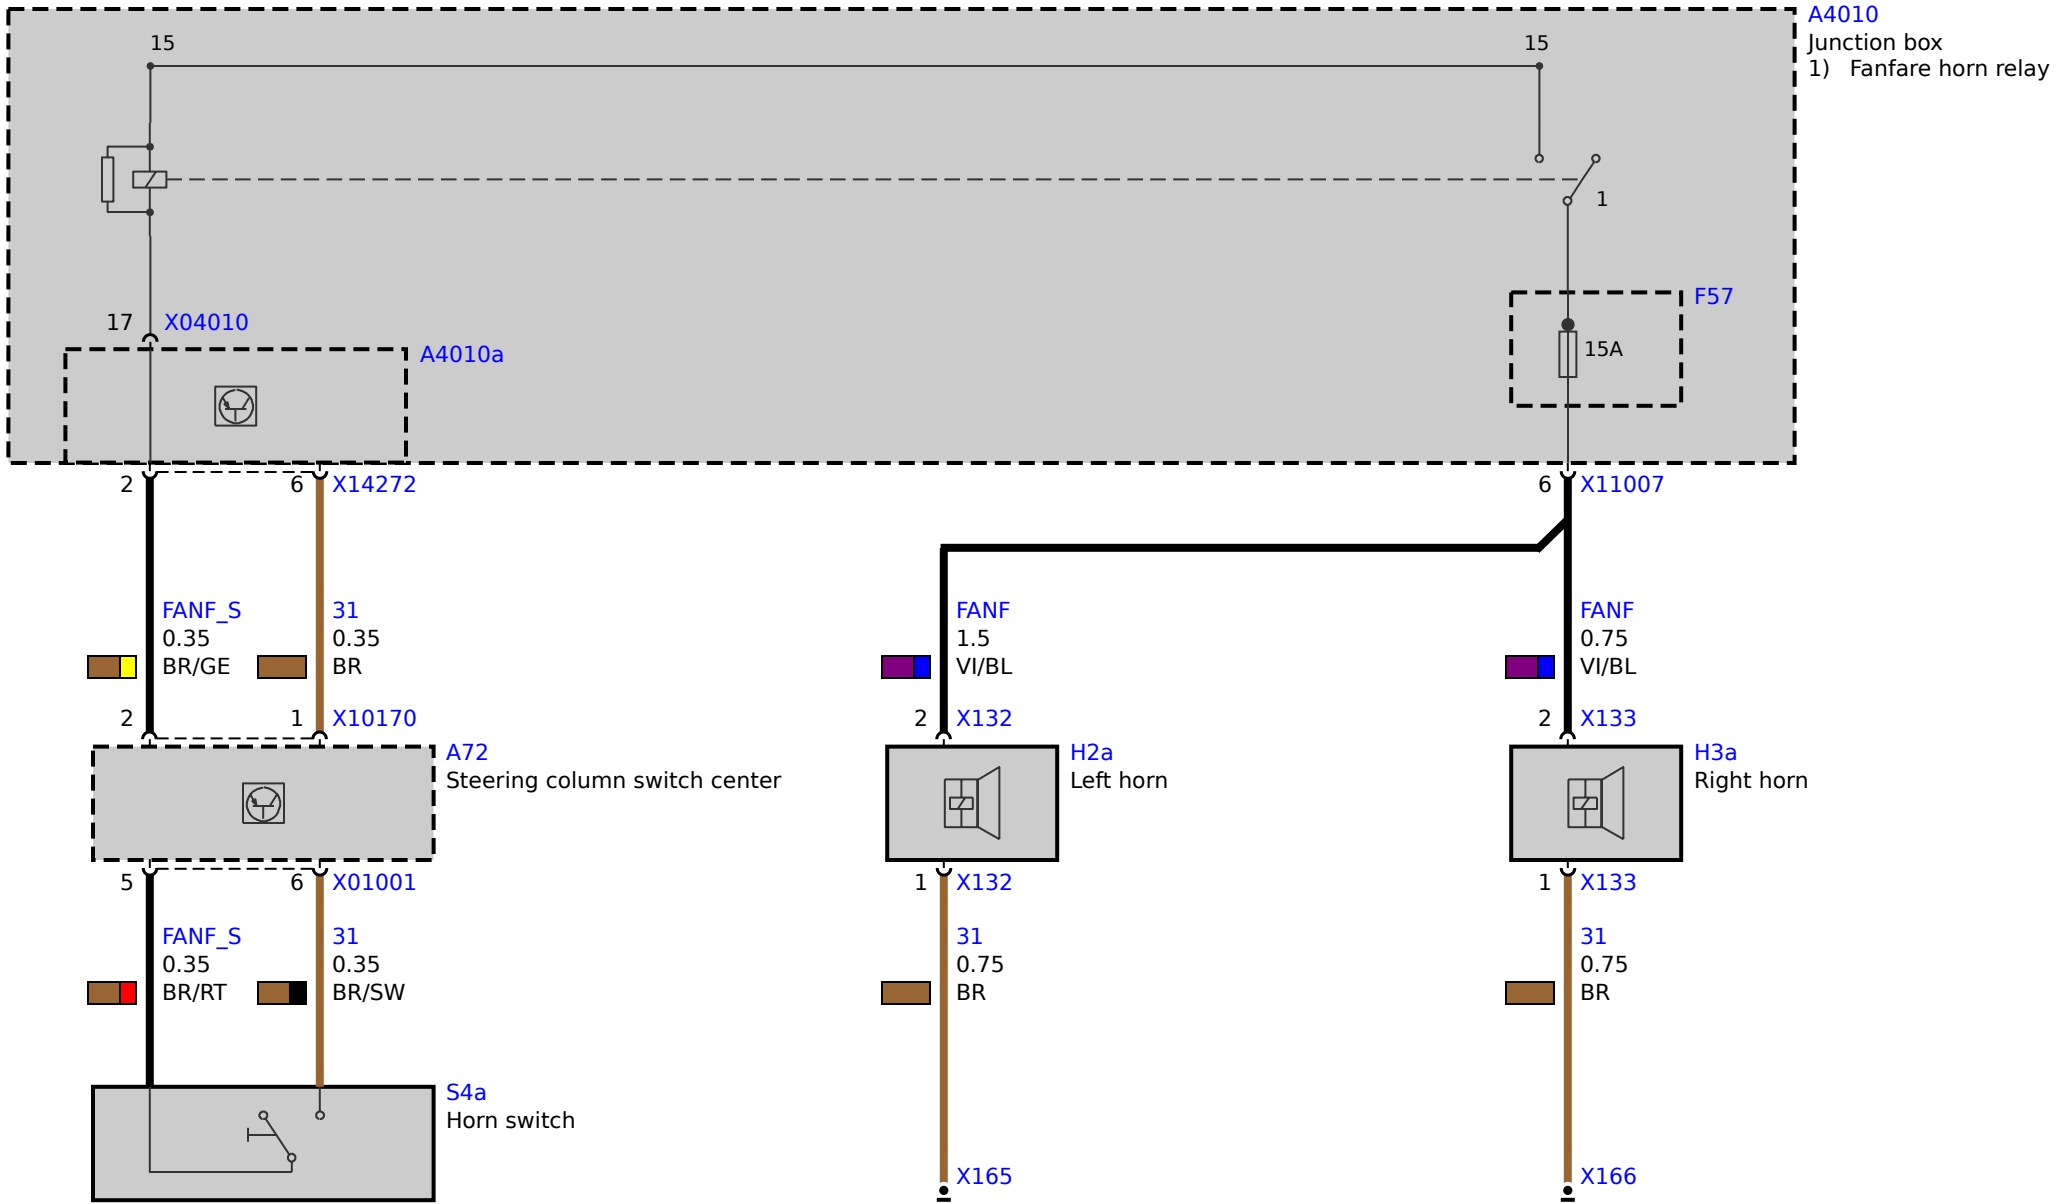 A4010
Junction box
1) Fanfare horn relay
15
15
1
17 X04010
A4010a
F57
15A
2
6 X14272
6 X11007
FANF_S
0.35
BR/GE
31
0.35
BR
FANF
1.5
VI/BL
FANF
0.75
VI/BL
2
1 X10170
2 X132
2 X133
A72
Steering column switch center
H2a
Left horn
H3a
Right horn
5
6 X01001
1 X132
1 X133
FANF_S
0.35
BR/RT
31
0.35
BR/SW
31
0.75
BR
31
0.75
BR
S4a
Horn switch
X165
X166